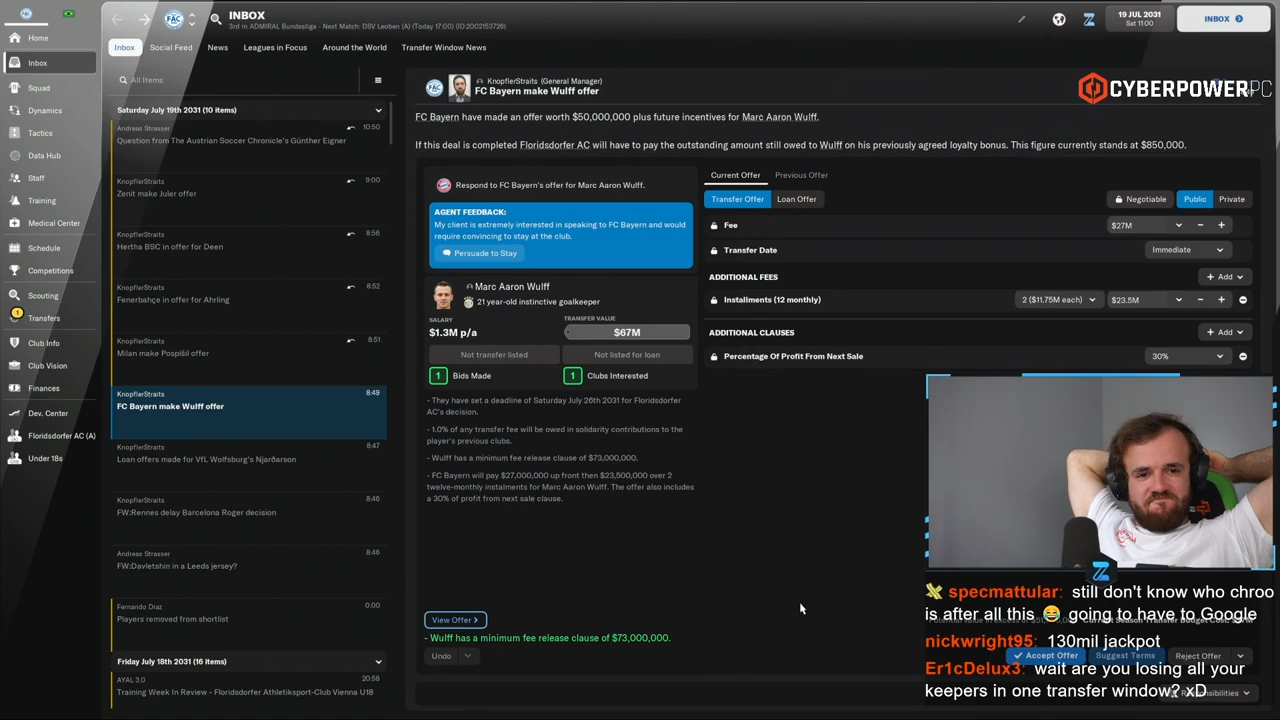 INBOX
3rd in ADMIRAL Bundesliga - Next Match: DSV Leoben (A) (Today 17:00) (ID:2002153726)
19 JUL 2031
Sat 11:00
INBOX
Home
Inbox
Squad
Dynamics
Tactics
Data Hub
Staff
Training
Medical Center
Schedule
Competitions
Scouting
1
Transfers
Club Info
Club Vision
Finances
Dev. Center
Floridsdorfer AC (A)
Under 18s
Inbox Social Feed News Leagues in Focus Around the World Transfer Window News
All Items
Saturday July 19th 2031 (10 items)
Andreas Strasser 10:50
Question from The Austrian Soccer Chronicle's Günther Eigner
KnopflerStraits 9:00
Zenit make Juler offer
KnopflerStraits 8:56
Hertha BSC in offer for Deen
KnopflerStraits 8:52
Fenerbahçe in offer for Ahrling
KnopflerStraits 8:51
Milan make Pospíšil offer
KnopflerStraits 8:49
FC Bayern make Wulff offer
KnopflerStraits 8:47
Loan offers made for VfL Wolfsburg's Njarðarson
KnopflerStraits 8:46
FW:Rennes delay Barcelona Roger decision
Andreas Strasser 8:46
FW:Davletshin in a Leeds jersey?
Fernando Diaz 0:00
Players removed from shortlist
Friday July 18th 2031 (16 items)
AYAL 3.0 20:58
Training Week In Review - Floridsdorfer Athletiksport-Club Vienna U18
KnopflerStraits (General Manager)
FC Bayern make Wulff offer
CYBERPOWERPC
FC Bayern have made an offer worth $50,000,000 plus future incentives for Marc Aaron Wulff.
If this deal is completed Floridsdorfer AC will have to pay the outstanding amount still owed to Wulff on his previously agreed loyalty bonus. This figure currently stands at $850,000.
Respond to FC Bayern's offer for Marc Aaron Wulff.
AGENT FEEDBACK:
My client is extremely interested in speaking to FC Bayern and would
require convincing to stay at the club.
Persuade to Stay
Marc Aaron Wulff
21 year-old instinctive goalkeeper
SALARY
$1.3M p/a
TRANSFER VALUE
$67M
Not transfer listed
Not listed for loan
1 Bids Made
1 Clubs Interested
- They have set a deadline of Saturday July 26th 2031 for Floridsdorfer
AC's decision.
- 1.0% of any transfer fee will be owed in solidarity contributions to the
player's previous clubs.
- Wulff has a minimum fee release clause of $73,000,000.
- FC Bayern will pay $27,000,000 up front then $23,500,000 over 2
twelve-monthly instalments for Marc Aaron Wulff. The offer also includes
a 30% of profit from next sale clause.
View Offer
- Wulff has a minimum fee release clause of $73,000,000.
Undo
Current Offer Previous Offer
Transfer Offer Loan Offer
Negotiable Public Private
Fee $27M
Transfer Date Immediate
ADDITIONAL FEES
Add
Installments (12 monthly) 2 ($11.75M each) $23.5M
ADDITIONAL CLAUSES
Add
Percentage Of Profit From Next Sale 30%
specmattular: still don't know who chroo
is after all this 😂 going to have to Google
nickwright95: 130mil jackpot
Er1cDelux3: wait are you losing all your
keepers in one transfer window? xD
Accept Offer Suggest Terms Reject Offer
Responsibilities